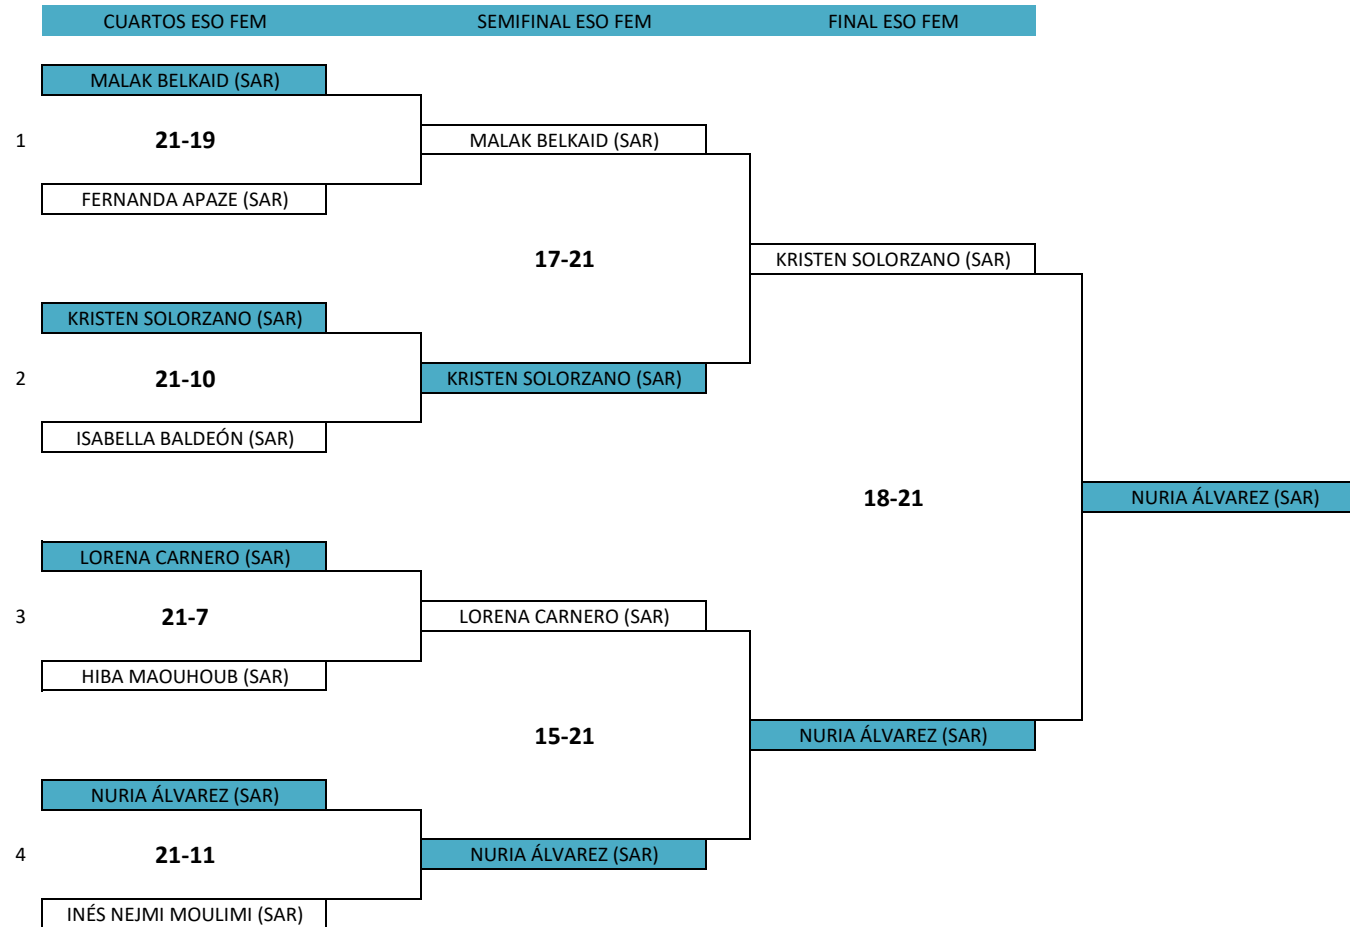 CUARTOS ESO FEM
SEMIFINAL ESO FEM
FINAL ESO FEM
MALAK BELKAID (SAR)
1
21-19
MALAK BELKAID (SAR)
FERNANDA APAZE (SAR)
17-21
KRISTEN SOLORZANO (SAR)
KRISTEN SOLORZANO (SAR)
2
21-10
KRISTEN SOLORZANO (SAR)
ISABELLA BALDEÓN (SAR)
18-21
NURIA ÁLVAREZ (SAR)
LORENA CARNERO (SAR)
3
21-7
LORENA CARNERO (SAR)
HIBA MAOUHOUB (SAR)
15-21
NURIA ÁLVAREZ (SAR)
NURIA ÁLVAREZ (SAR)
4
21-11
NURIA ÁLVAREZ (SAR)
INÉS NEJMI MOULIMI (SAR)